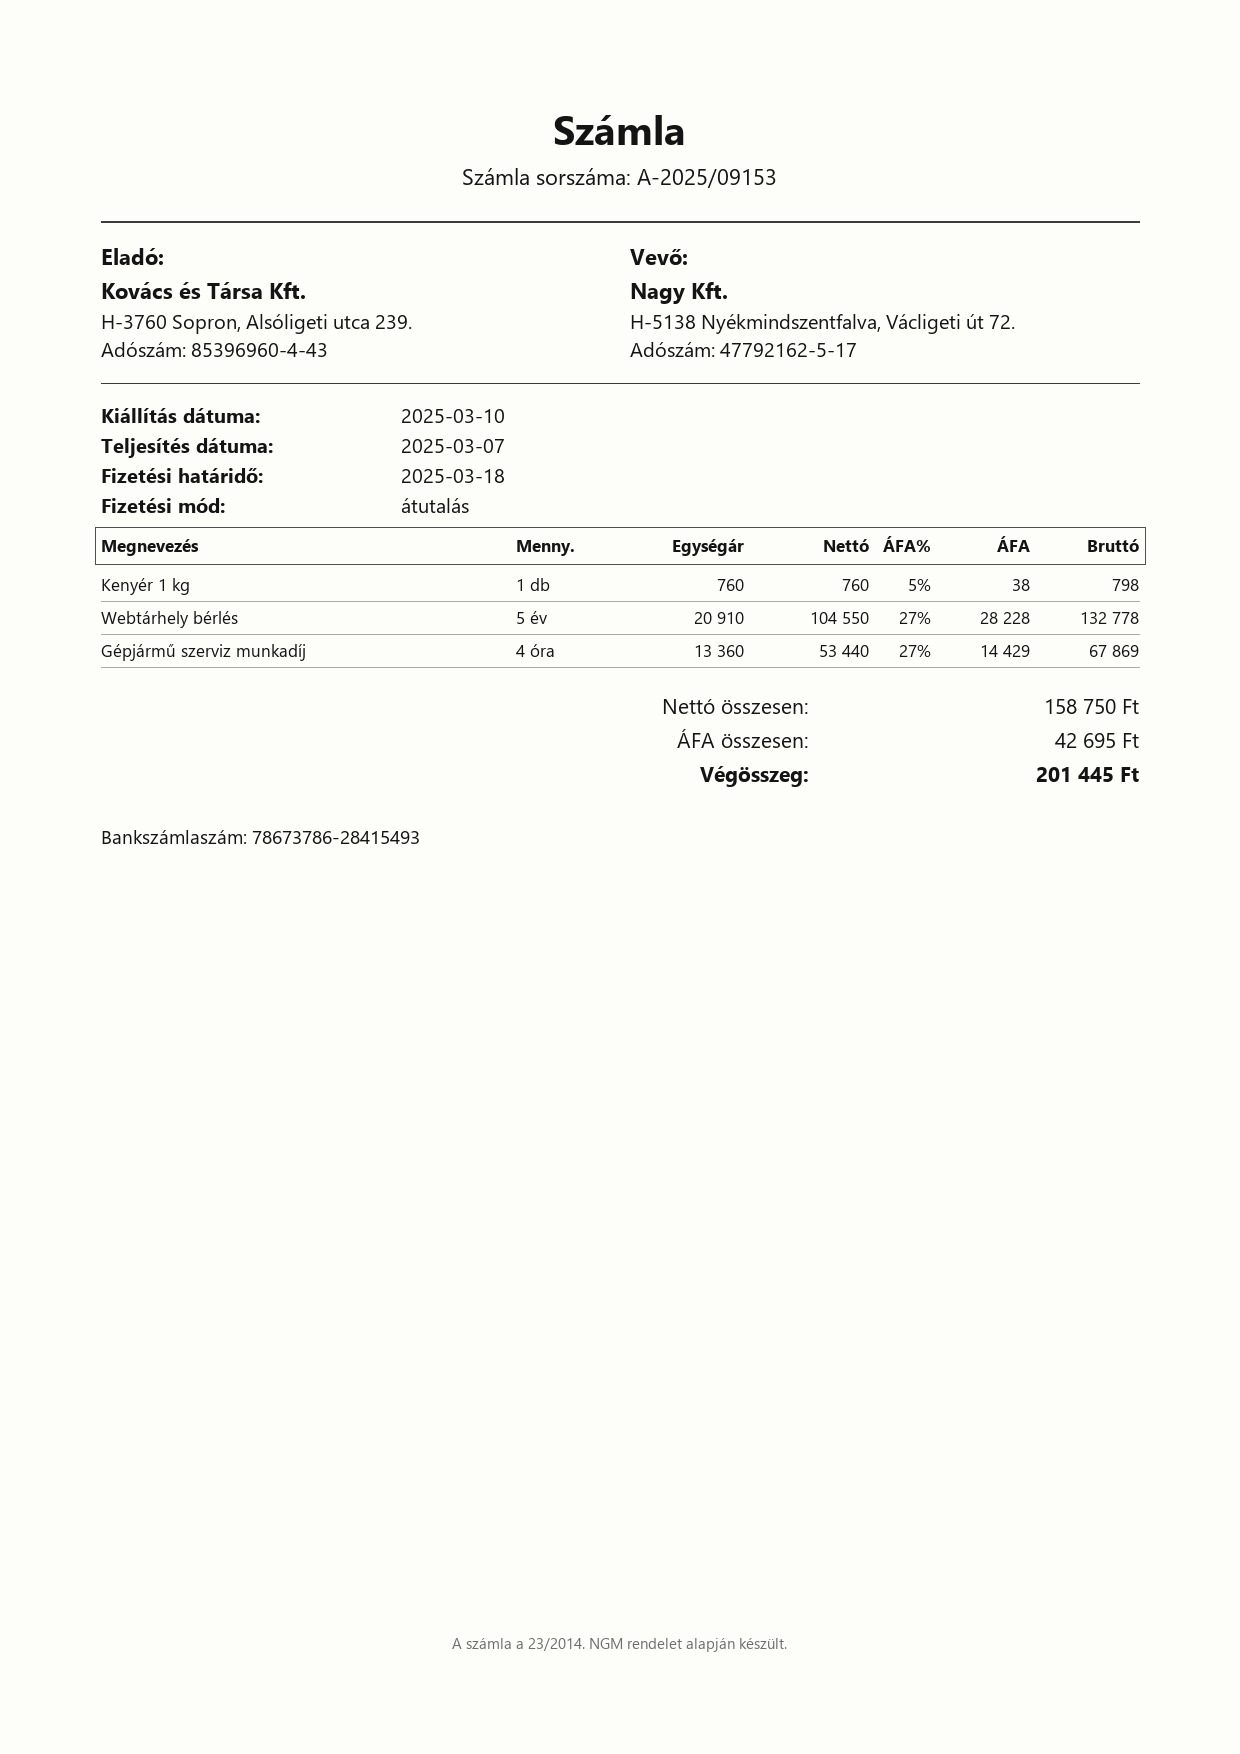 Számla
Számla sorszáma: A-2025/09153
Eladó:
Kovács és Társa Kft.
H-3760 Sopron, Alsóligeti utca 239.
Adószám: 85396960-4-43
Vevő:
Nagy Kft.
H-5138 Nyékmindszentfalva, Václigeti út 72.
Adószám: 47792162-5-17
Kiállítás dátuma: 2025-03-10
Teljesítés dátuma: 2025-03-07
Fizetési határidő: 2025-03-18
Fizetési mód: átutalás
Megnevezés Menny. Egységár Nettó ÁFA% ÁFA Bruttó
Kenyér 1 kg 1 db 760 760 5% 38 798
Webtárhely bérlés 5 év 20 910 104 550 27% 28 228 132 778
Gépjármű szerviz munkadíj 4 óra 13 360 53 440 27% 14 429 67 869
Nettó összesen: 158 750 Ft
ÁFA összesen: 42 695 Ft
Végösszeg: 201 445 Ft
Bankszámlaszám: 78673786-28415493
A számla a 23/2014. NGM rendelet alapján készült.